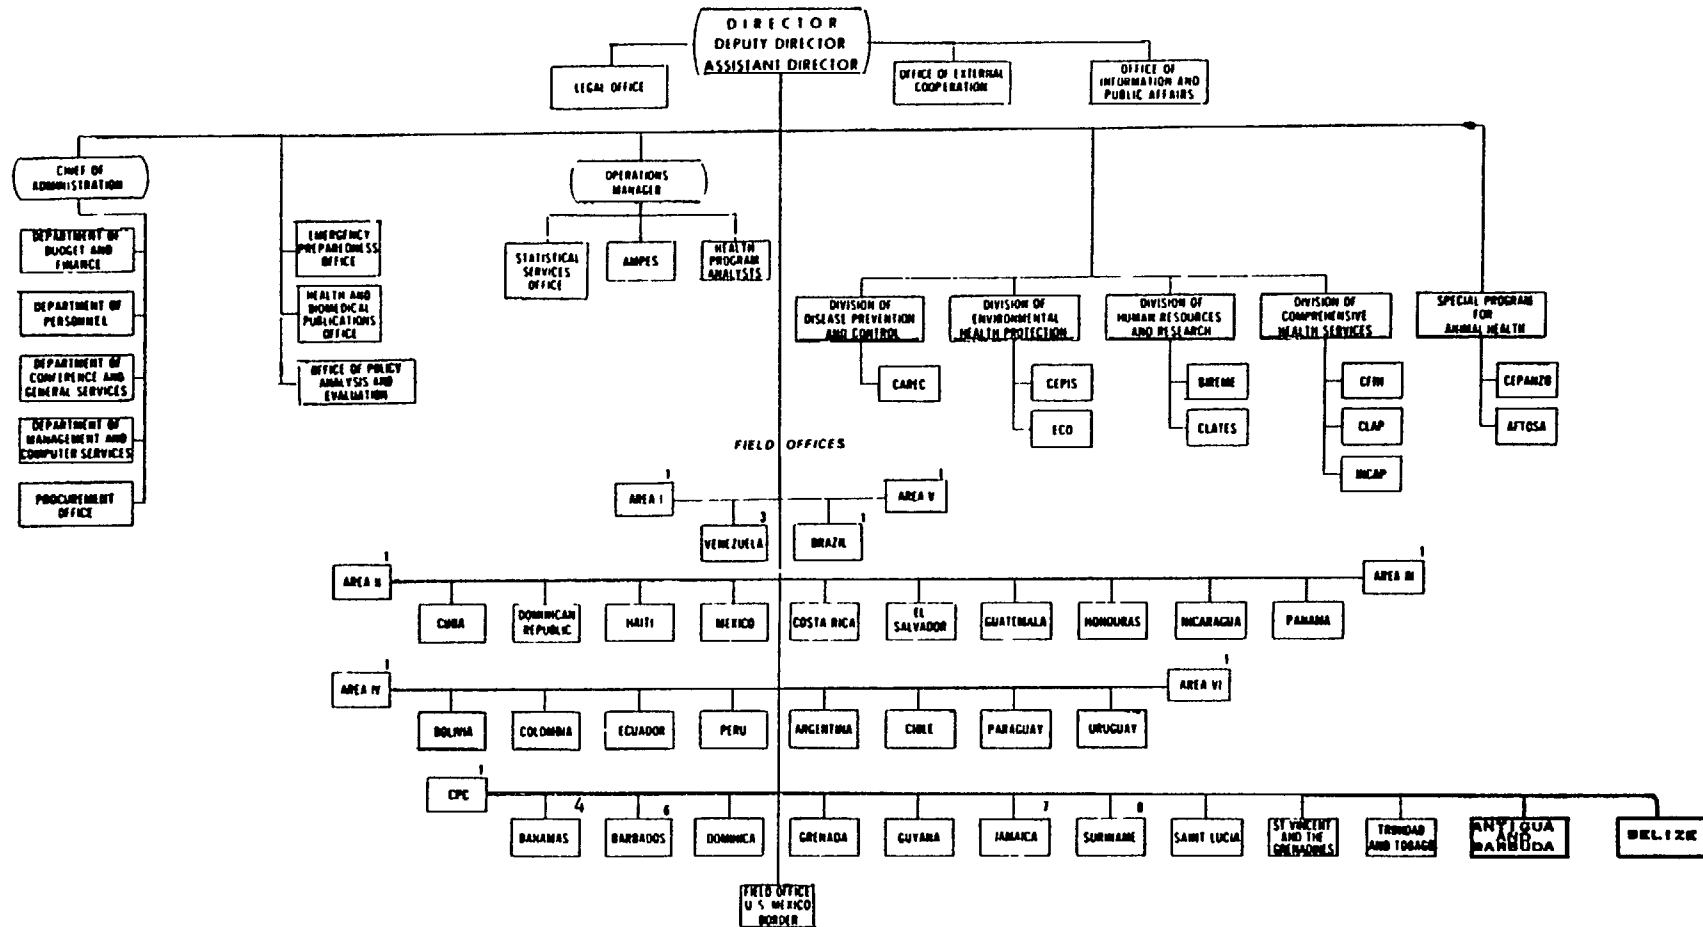 DIRECTOR
DEPUTY DIRECTOR
ASSISTANT DIRECTOR
LEGAL OFFICE
OFFICE OF EXTERNAL
COOPERATION
OFFICE OF
INFORMATION AND
PUBLIC AFFAIRS
CHIEF OF
ADMINISTRATION
DEPARTMENT OF
BUDGET AND
FINANCE
DEPARTMENT OF
PERSONNEL
DEPARTMENT OF
CONFERENCE AND
GENERAL SERVICES
DEPARTMENT OF
MANAGEMENT AND
COMPUTER SERVICES
PROCUREMENT
OFFICE
EMERGENCY
PREPAREDNESS
OFFICE
HEALTH AND
BIOMEDICAL
PUBLICATIONS
OFFICE
OFFICE OF POLICY
ANALYSIS AND
EVALUATION
OPERATIONS
MANAGER
STATISTICAL
SERVICES
OFFICE
AMPES
HEALTH
PROGRAM
ANALYSTS
DIVISION OF
DISEASE PREVENTION
AND CONTROL
CAREC
DIVISION OF
ENVIRONMENTAL
HEALTH PROTECTION
CEPIS
ECO
DIVISION OF
HUMAN RESOURCES
AND RESEARCH
BIREME
CLATES
DIVISION OF
COMPREHENSIVE
HEALTH SERVICES
CFNI
CLAP
INCAP
SPECIAL PROGRAM
FOR
ANIMAL HEALTH
CEPANZO
AFTOSA
FIELD OFFICES
AREA I 1
AREA V 1
VENEZUELA 3
BRAZIL 1
AREA II 1
AREA III 1
CUBA
DOMINICAN
REPUBLIC
HAITI
MEXICO
COSTA RICA
EL
SALVADOR
GUATEMALA
HONDURAS
NICARAGUA
PANAMA
AREA IV 1
AREA VI 1
BOLIVIA
COLOMBIA
ECUADOR
PERU
ARGENTINA
CHILE
PARAGUAY
URUGUAY
CPC 1
BAHAMAS 4
BARBADOS 6
DOMINICA
GRENADA
GUYANA
JAMAICA 7
SURINAME 8
SAINT LUCIA
ST VINCENT
AND THE
GRENADINES
TRINIDAD
AND TOBAGO
ANTIGUA
AND
BARBUDA
BELIZE
FIELD OFFICE
U S MEXICO
BORDER